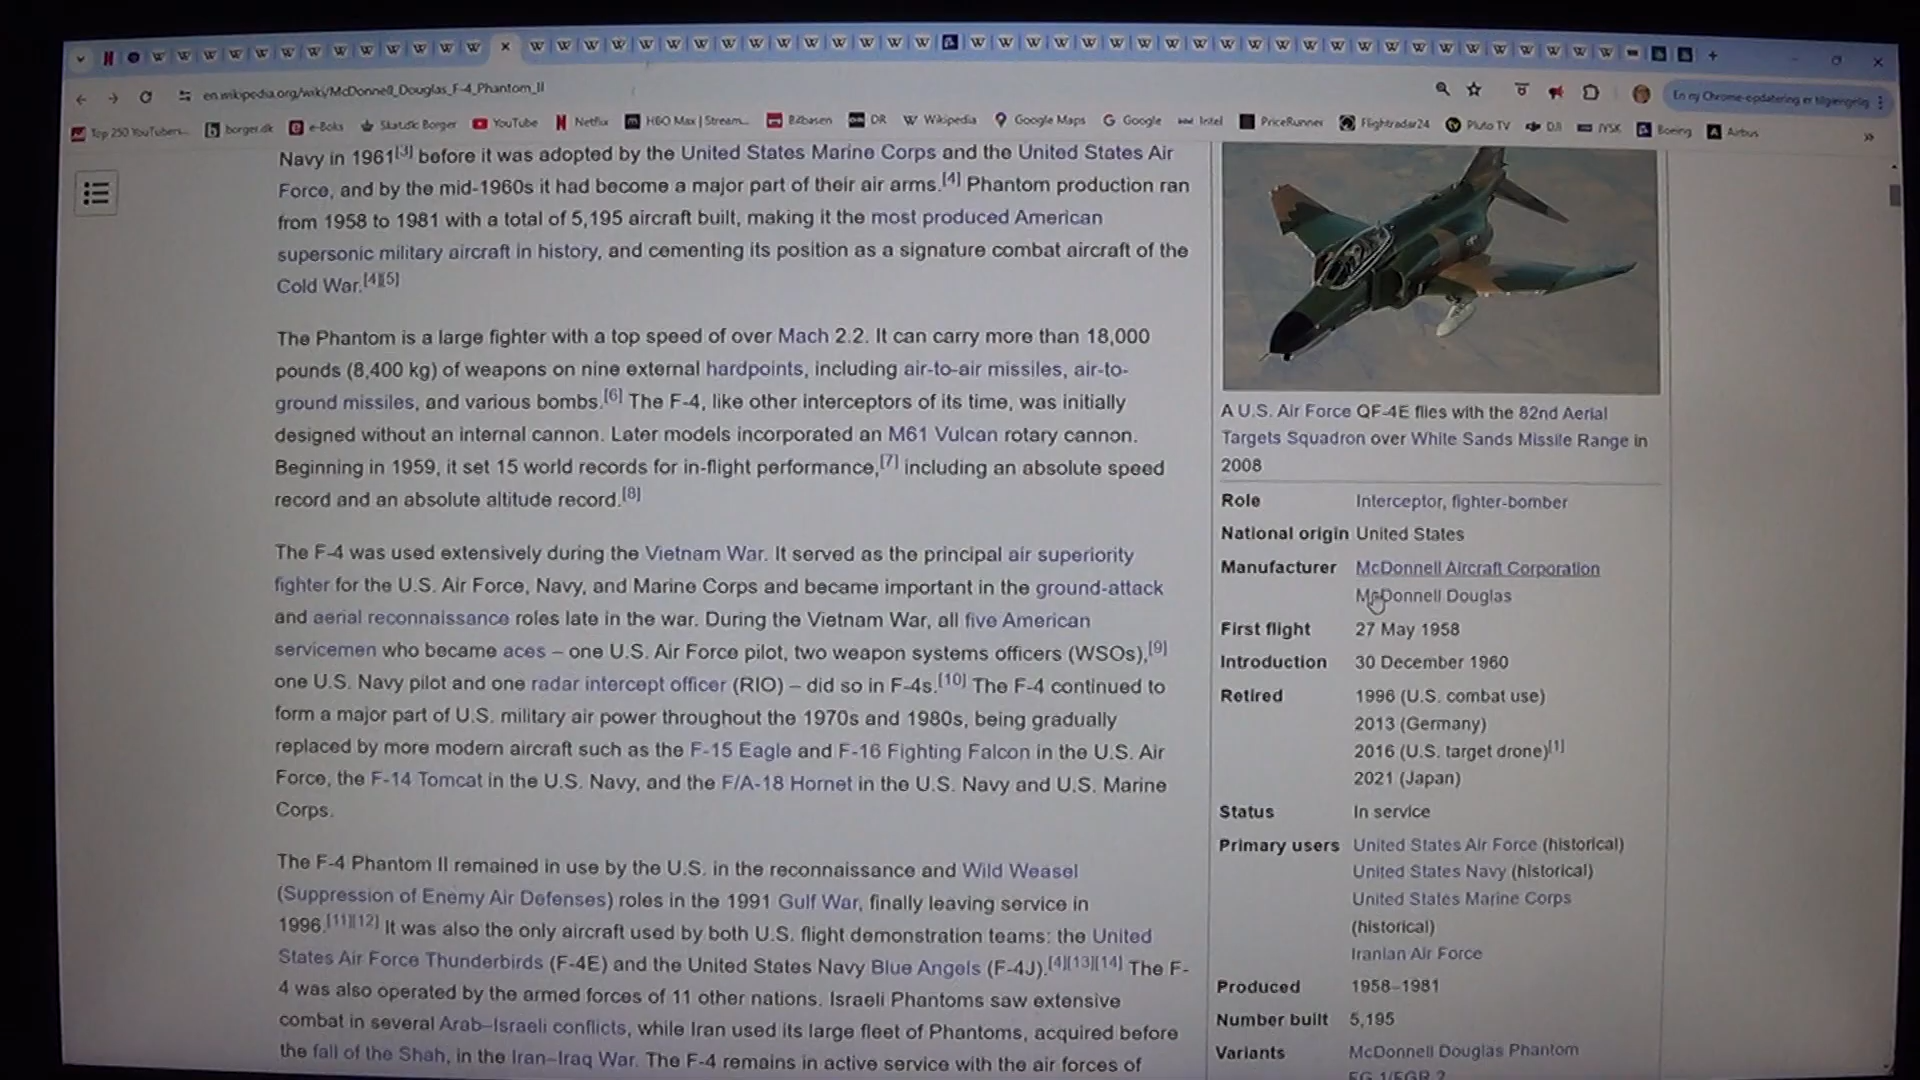 en.wikipedia.org/wiki/McDonnell_Douglas_F-4_Phantom_II
En ny Chrome-opdatering er tilgængelig
Top 250 YouTubers... borger.dk e-Boks Skat.dk: Borger YouTube Netflix HBO Max | Stream... Bilbasen DR Wikipedia Google Maps Google Intel PriceRunner Flightradar24 Pluto TV DJI JYSK Boeing Airbus
Navy in 1961[3] before it was adopted by the United States Marine Corps and the United States Air
Force, and by the mid-1960s it had become a major part of their air arms.[4] Phantom production ran
from 1958 to 1981 with a total of 5,195 aircraft built, making it the most produced American
supersonic military aircraft in history, and cementing its position as a signature combat aircraft of the
Cold War.[4][5]
The Phantom is a large fighter with a top speed of over Mach 2.2. It can carry more than 18,000
pounds (8,400 kg) of weapons on nine external hardpoints, including air-to-air missiles, air-to-
ground missiles, and various bombs.[6] The F-4, like other interceptors of its time, was initially
designed without an internal cannon. Later models incorporated an M61 Vulcan rotary cannon.
Beginning in 1959, it set 15 world records for in-flight performance,[7] including an absolute speed
record and an absolute altitude record.[8]
The F-4 was used extensively during the Vietnam War. It served as the principal air superiority
fighter for the U.S. Air Force, Navy, and Marine Corps and became important in the ground-attack
and aerial reconnaissance roles late in the war. During the Vietnam War, all five American
servicemen who became aces – one U.S. Air Force pilot, two weapon systems officers (WSOs),[9]
one U.S. Navy pilot and one radar intercept officer (RIO) – did so in F-4s.[10] The F-4 continued to
form a major part of U.S. military air power throughout the 1970s and 1980s, being gradually
replaced by more modern aircraft such as the F-15 Eagle and F-16 Fighting Falcon in the U.S. Air
Force, the F-14 Tomcat in the U.S. Navy, and the F/A-18 Hornet in the U.S. Navy and U.S. Marine
Corps.
The F-4 Phantom II remained in use by the U.S. in the reconnaissance and Wild Weasel
(Suppression of Enemy Air Defenses) roles in the 1991 Gulf War, finally leaving service in
1996.[11][12] It was also the only aircraft used by both U.S. flight demonstration teams: the United
States Air Force Thunderbirds (F-4E) and the United States Navy Blue Angels (F-4J).[4][13][14] The F-
4 was also operated by the armed forces of 11 other nations. Israeli Phantoms saw extensive
combat in several Arab–Israeli conflicts, while Iran used its large fleet of Phantoms, acquired before
the fall of the Shah, in the Iran–Iraq War. The F-4 remains in active service with the air forces of
A U.S. Air Force QF-4E flies with the 82nd Aerial
Targets Squadron over White Sands Missile Range in
2008
Role Interceptor, fighter-bomber
National origin United States
Manufacturer McDonnell Aircraft Corporation
McDonnell Douglas
First flight 27 May 1958
Introduction 30 December 1960
Retired 1996 (U.S. combat use)
2013 (Germany)
2016 (U.S. target drone)[1]
2021 (Japan)
Status In service
Primary users United States Air Force (historical)
United States Navy (historical)
United States Marine Corps
(historical)
Iranian Air Force
Produced 1958–1981
Number built 5,195
Variants McDonnell Douglas Phantom
FG.1/FGR.2